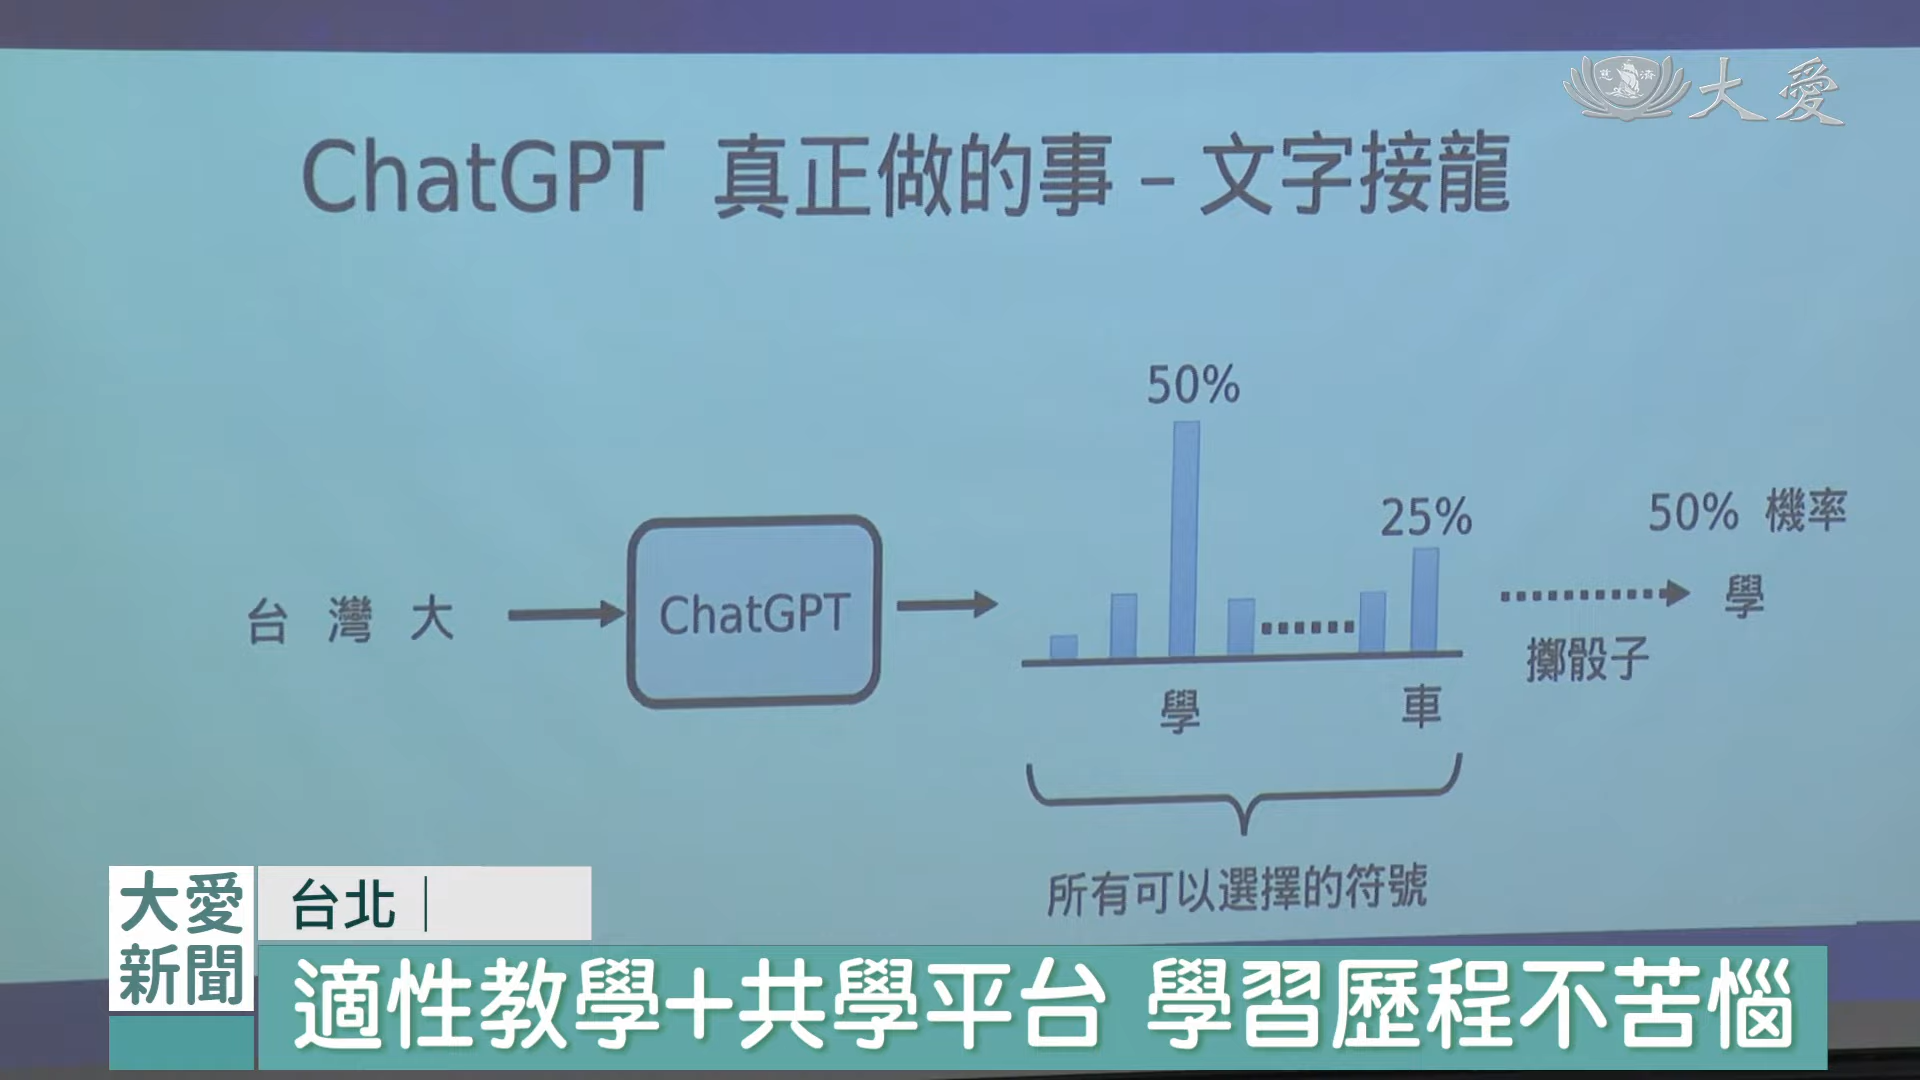 慈濟 大愛
ChatGPT 真正做的事 – 文字接龍
50%
25%
50% 機率
台 灣 大
ChatGPT
學
擲骰子
學
車
所有可以選擇的符號
大愛
新聞
台北
適性教學+共學平台 學習歷程不苦惱